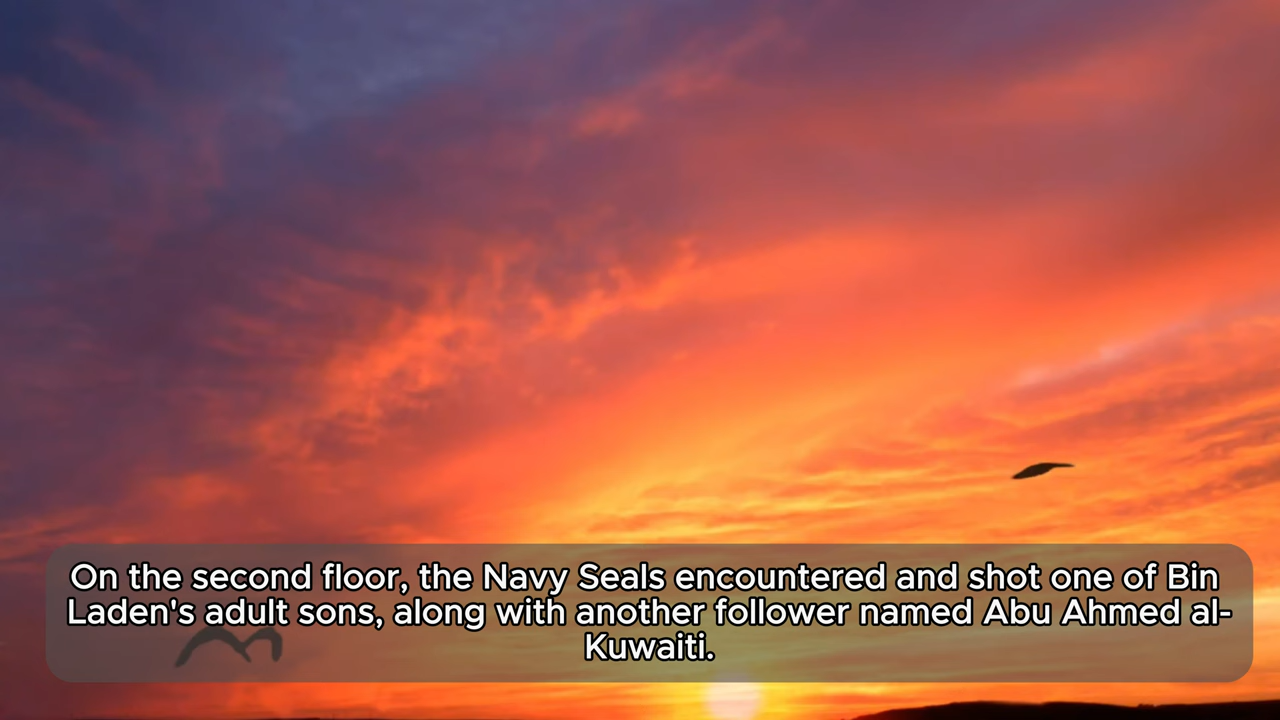 On the second floor, the Navy Seals encountered and shot one of Bin
Laden's adult sons, along with another follower named Abu Ahmed al-
Kuwaiti.